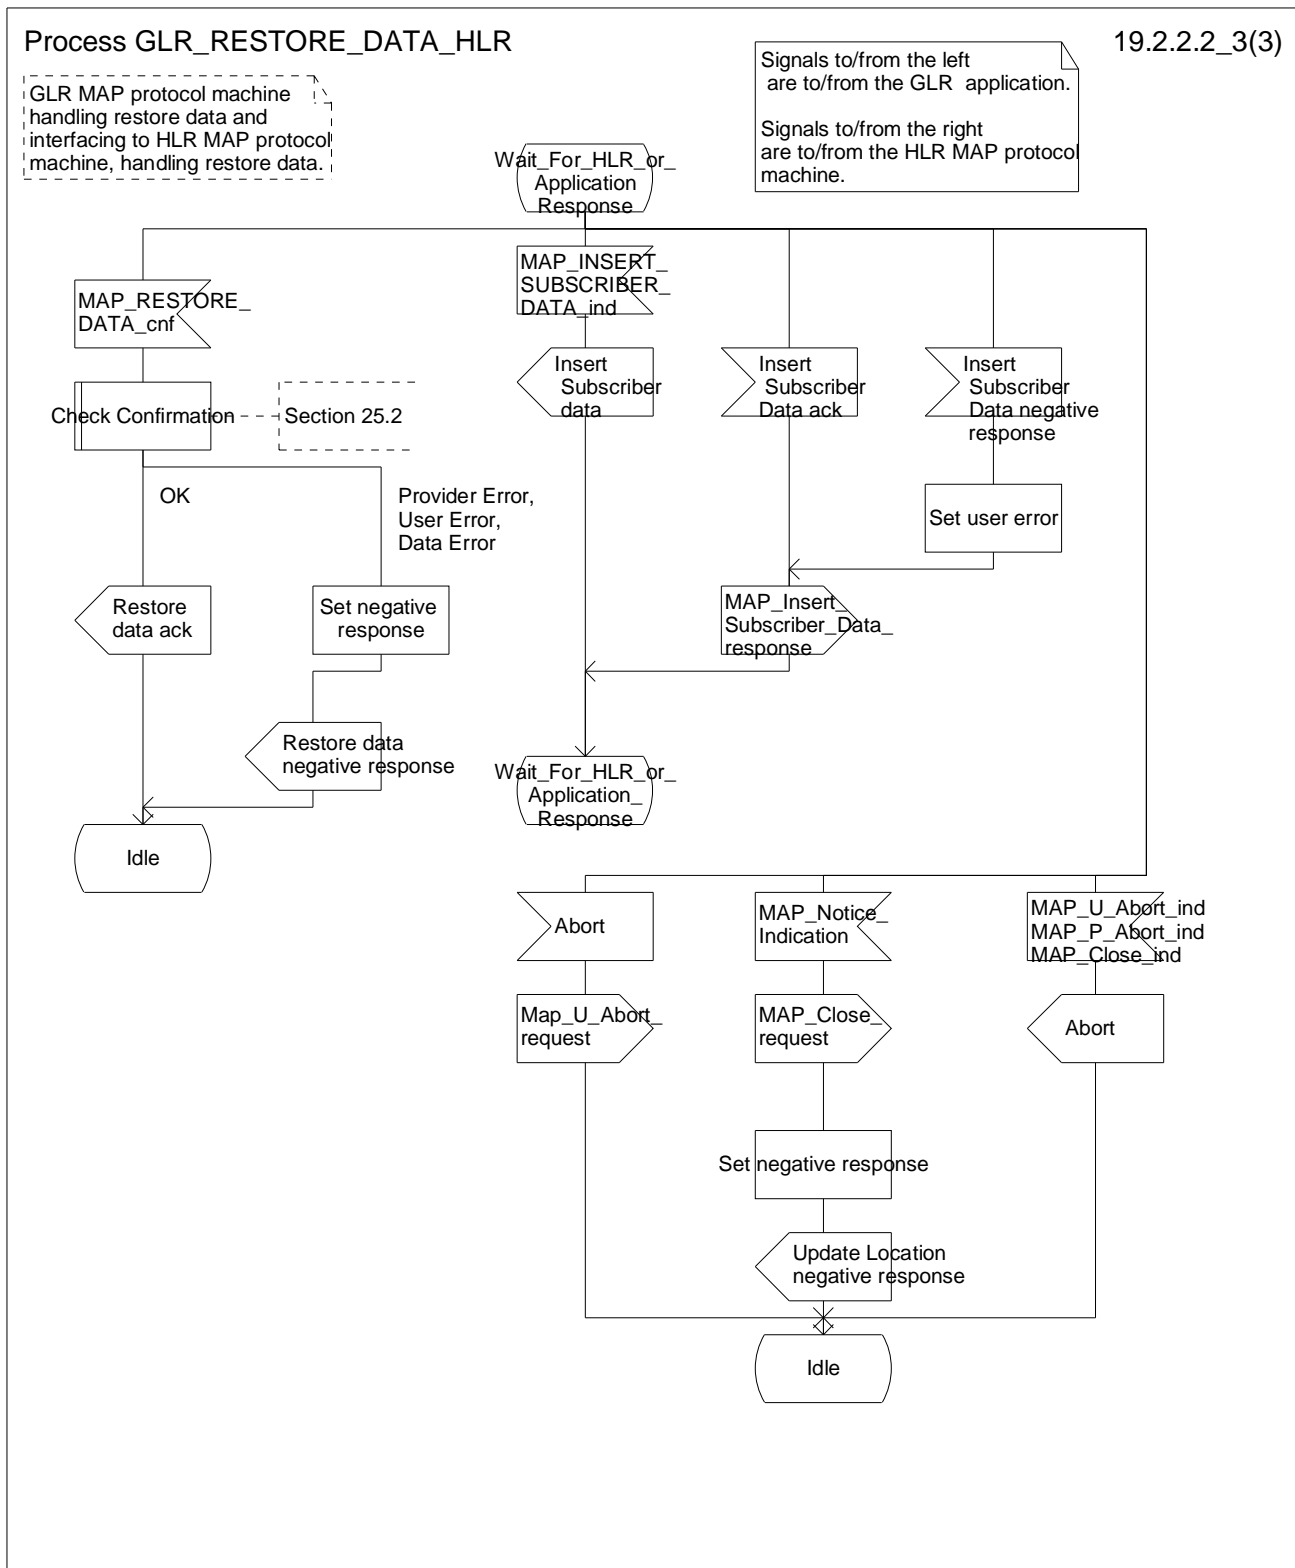 Process GLR_RESTORE_DATA_HLR
19.2.2.2_3(3)
GLR MAP protocol machine
handling restore data and
interfacing to HLR MAP protocol
machine, handling restore data.
Signals to/from the left
are to/from the GLR application.
Signals to/from the right
are to/from the HLR MAP protocol
machine.
Wait_For_HLR_or_
Application
Response
MAP_RESTORE_
DATA_cnf
MAP_INSERT_
SUBSCRIBER_
DATA_ind
Check Confirmation
Section 25.2
Insert
Subscriber
data
Insert
Subscriber
Data ack
Insert
Subscriber
Data negative
response
OK
Provider Error,
User Error,
Data Error
Set user error
Restore
data ack
Set negative
response
MAP_Insert_
Subscriber_Data_
response
Restore data
negative response
Wait_For_HLR_or_
Application_
Response
Idle
Abort
MAP_Notice_
Indication
MAP_U_Abort_ind
MAP_P_Abort_ind
MAP_Close_ind
Map_U_Abort_
request
MAP_Close_
request
Abort
Set negative response
Update Location
negative response
Idle